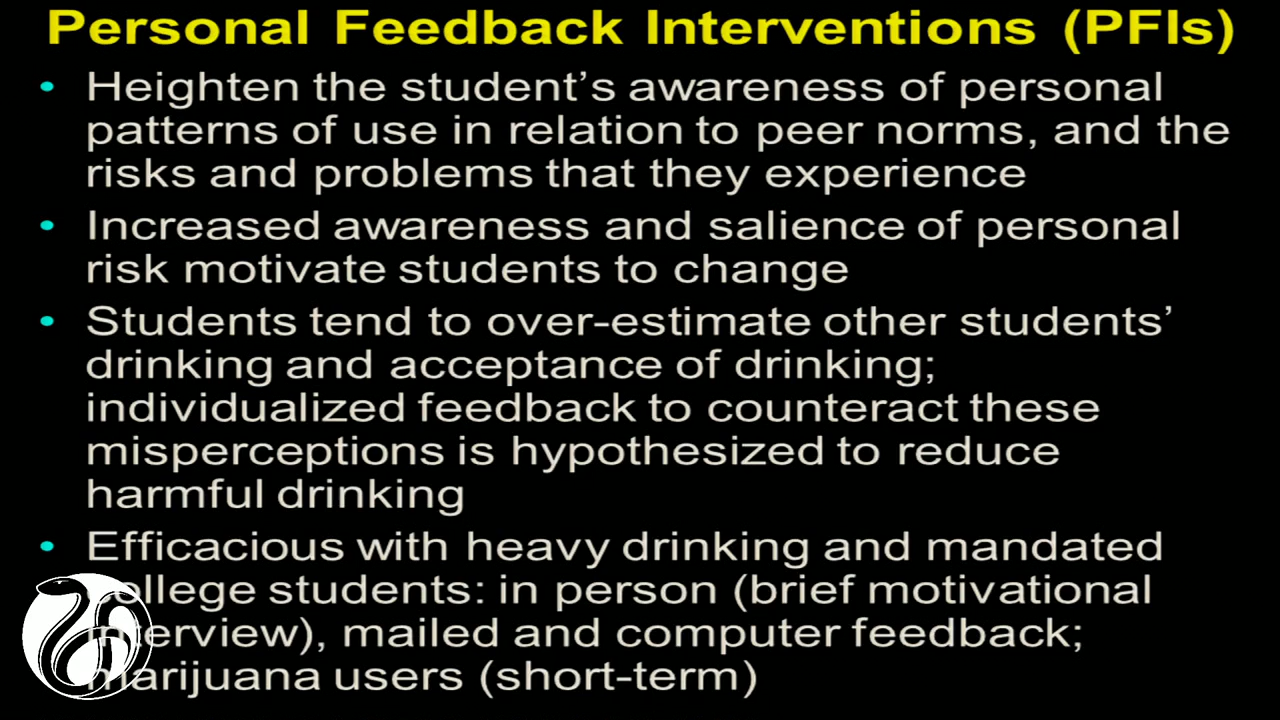 Personal Feedback Interventions (PFIs)
• Heighten the student’s awareness of personal
patterns of use in relation to peer norms, and the
risks and problems that they experience
• Increased awareness and salience of personal
risk motivate students to change
• Students tend to over-estimate other students’
drinking and acceptance of drinking;
individualized feedback to counteract these
misperceptions is hypothesized to reduce
harmful drinking
• Efficacious with heavy drinking and mandated
college students: in person (brief motivational
interview), mailed and computer feedback;
marijuana users (short-term)